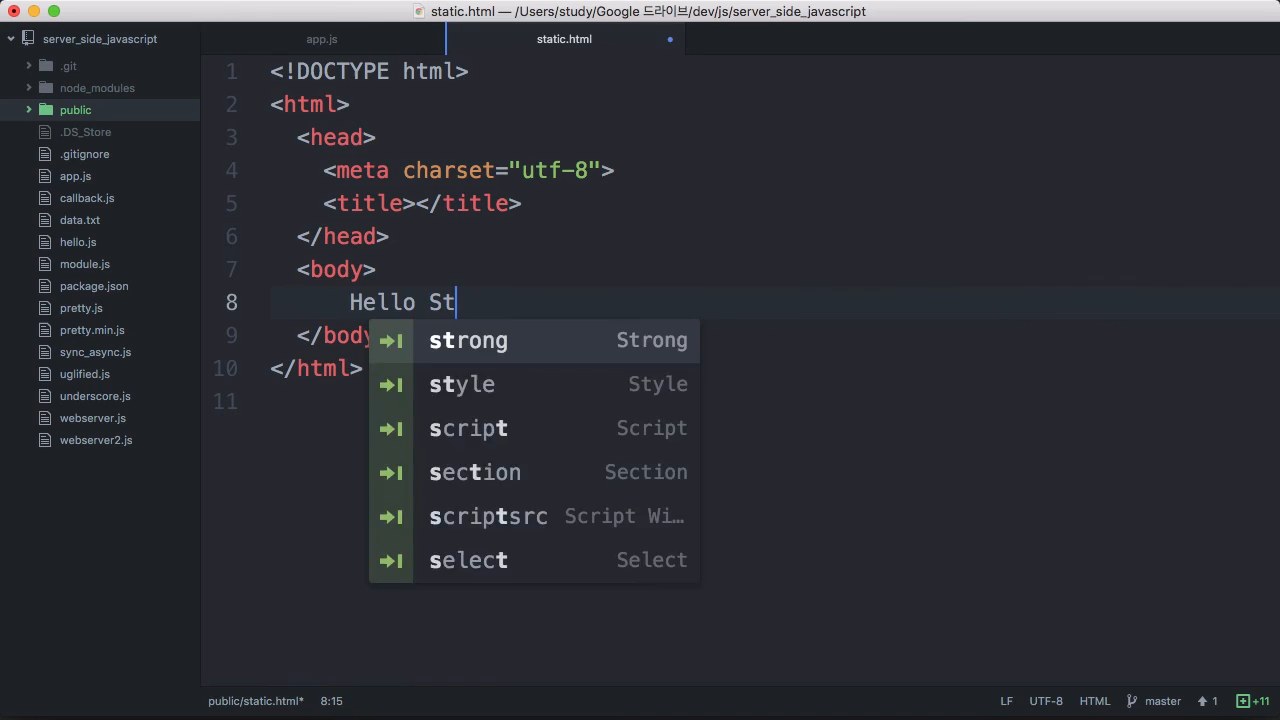 static.html — /Users/study/Google 드라이브/dev/js/server_side_javascript
server_side_javascript
.git
node_modules
public
.DS_Store
.gitignore
app.js
callback.js
data.txt
hello.js
module.js
package.json
pretty.js
pretty.min.js
sync_async.js
uglified.js
underscore.js
webserver.js
webserver2.js
app.js
static.html
1 <!DOCTYPE html>
2 <html>
3 <head>
4 <meta charset="utf-8">
5 <title></title>
6 </head>
7 <body>
8 Hello St
9 </body
10 </html>
11
strong Strong
style Style
script Script
section Section
scriptsrc Script Wi…
select Select
public/static.html* 8:15
LF UTF-8 HTML master 1 +11